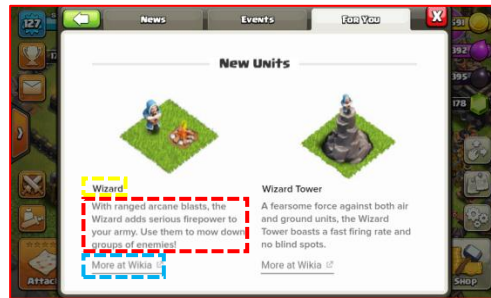 127
News
Events
For You
X
New Units
Wizard
With ranged arcane blasts, the
Wizard adds serious firepower to
your army. Use them to mow down
groups of enemies!
More at Wikia
Wizard Tower
A fearsome force against both air
and ground units, the Wizard
Tower boasts a fast firing rate and
no blind spots.
More at Wikia
Attac
Shop